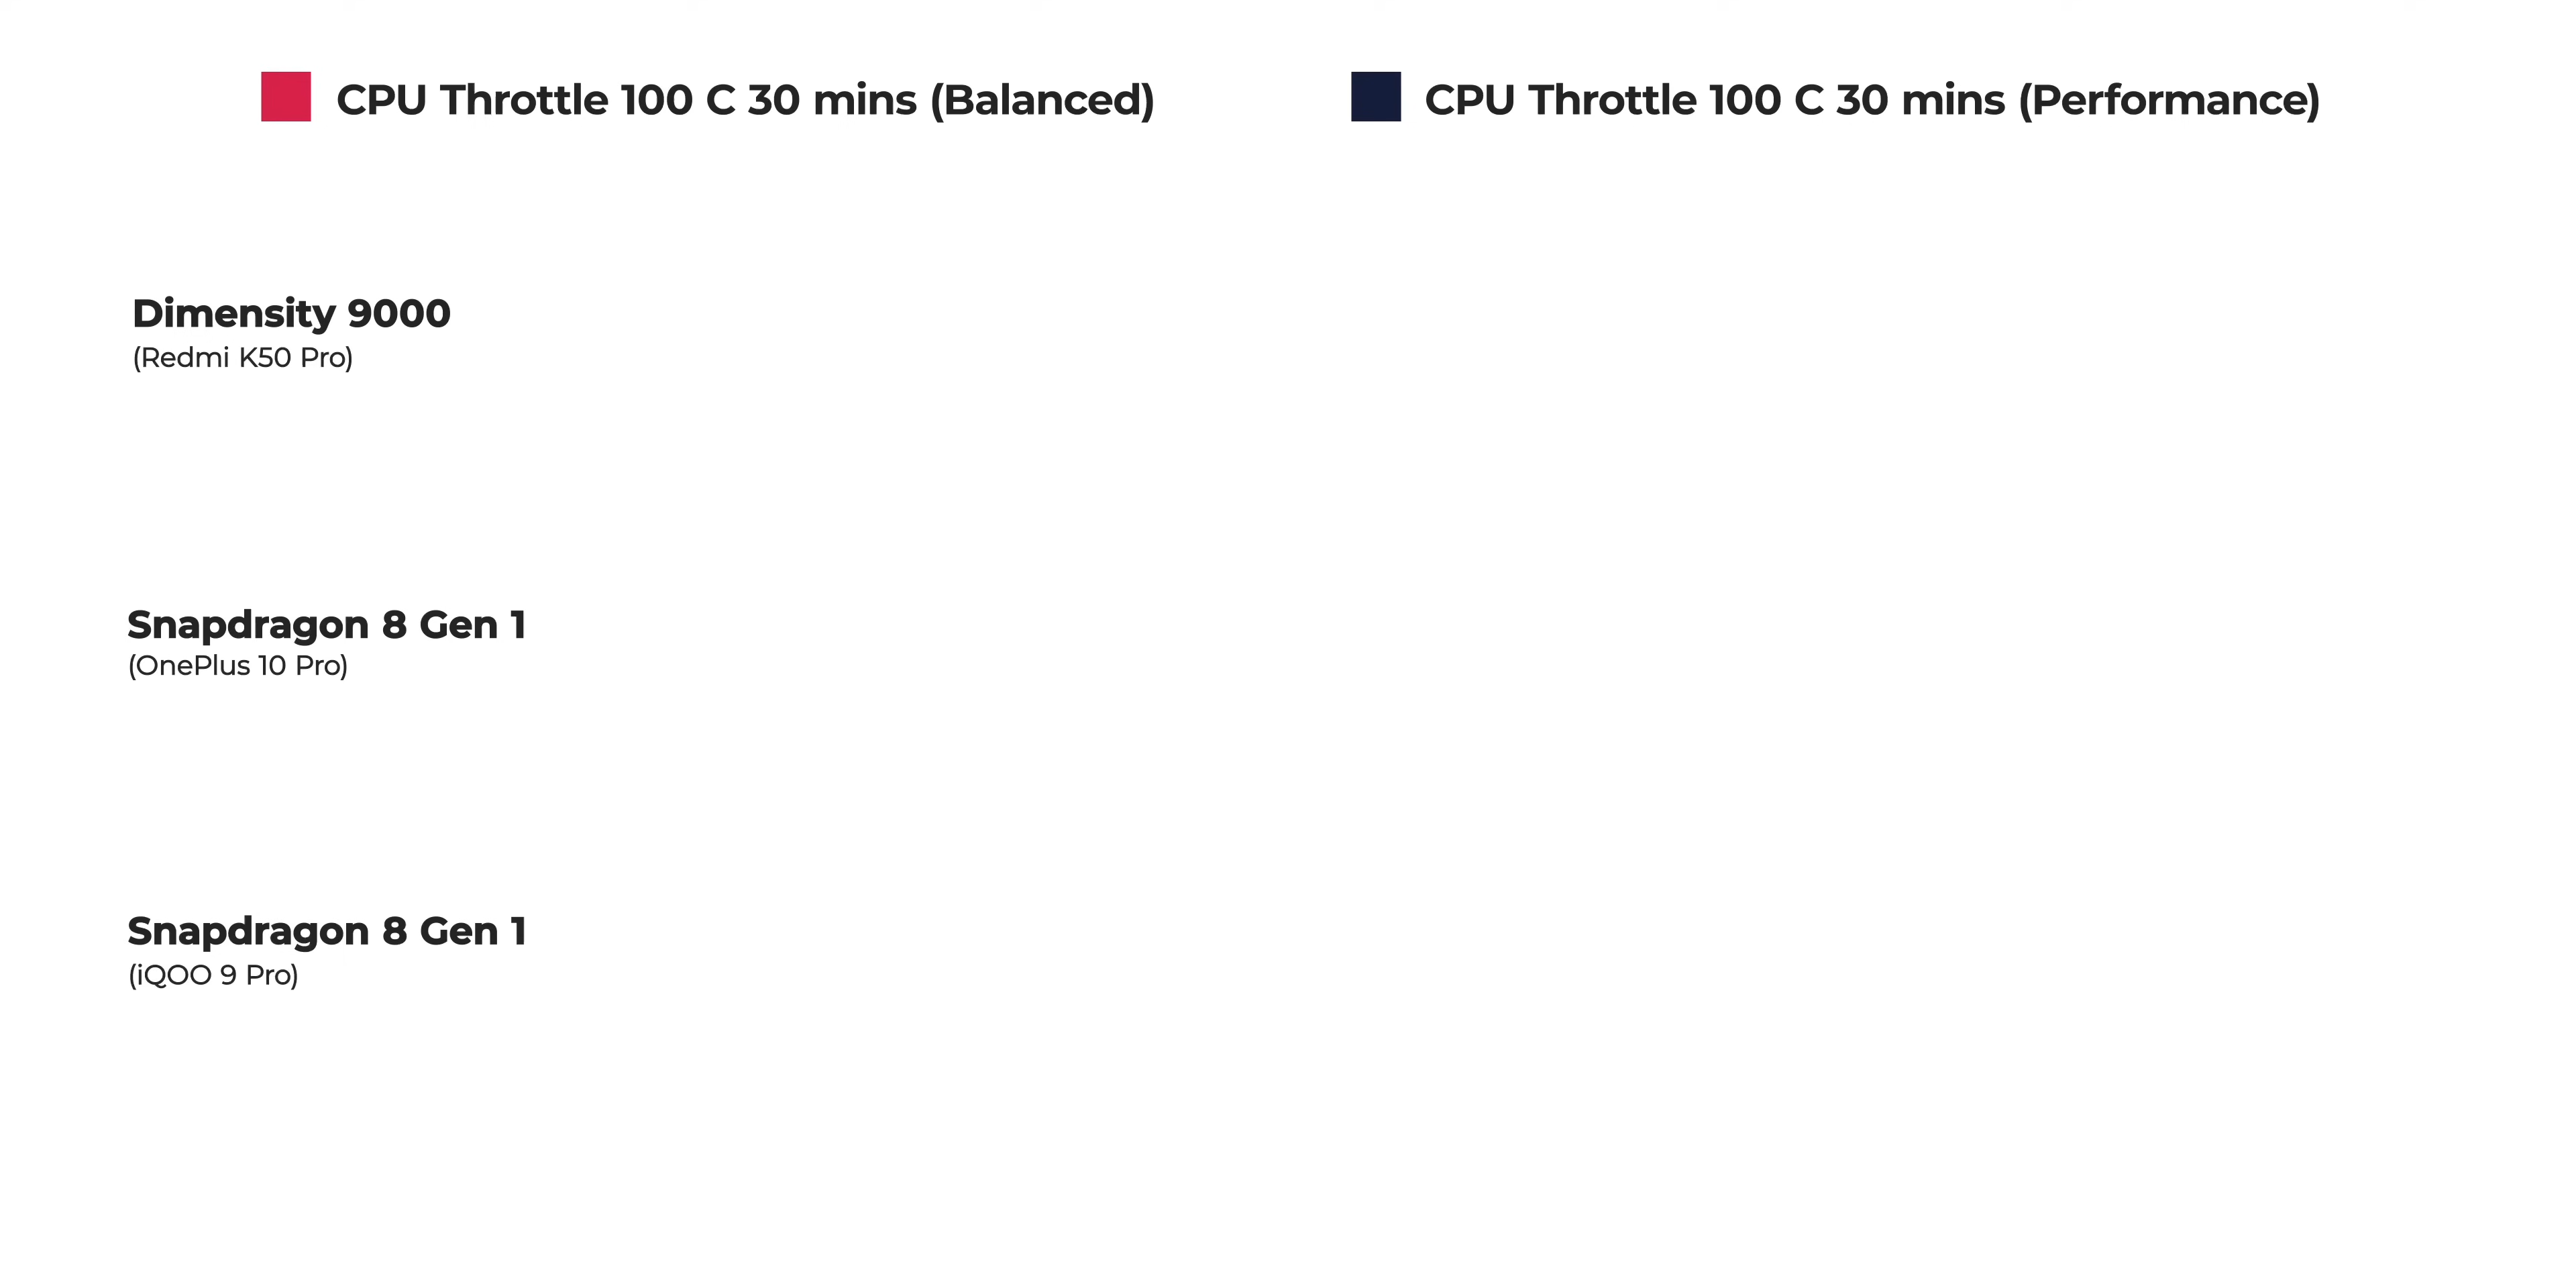 CPU Throttle 100 C 30 mins (Balanced)
CPU Throttle 100 C 30 mins (Performance)
Dimensity 9000
(Redmi K50 Pro)
Snapdragon 8 Gen 1
(OnePlus 10 Pro)
Snapdragon 8 Gen 1
(iQOO 9 Pro)